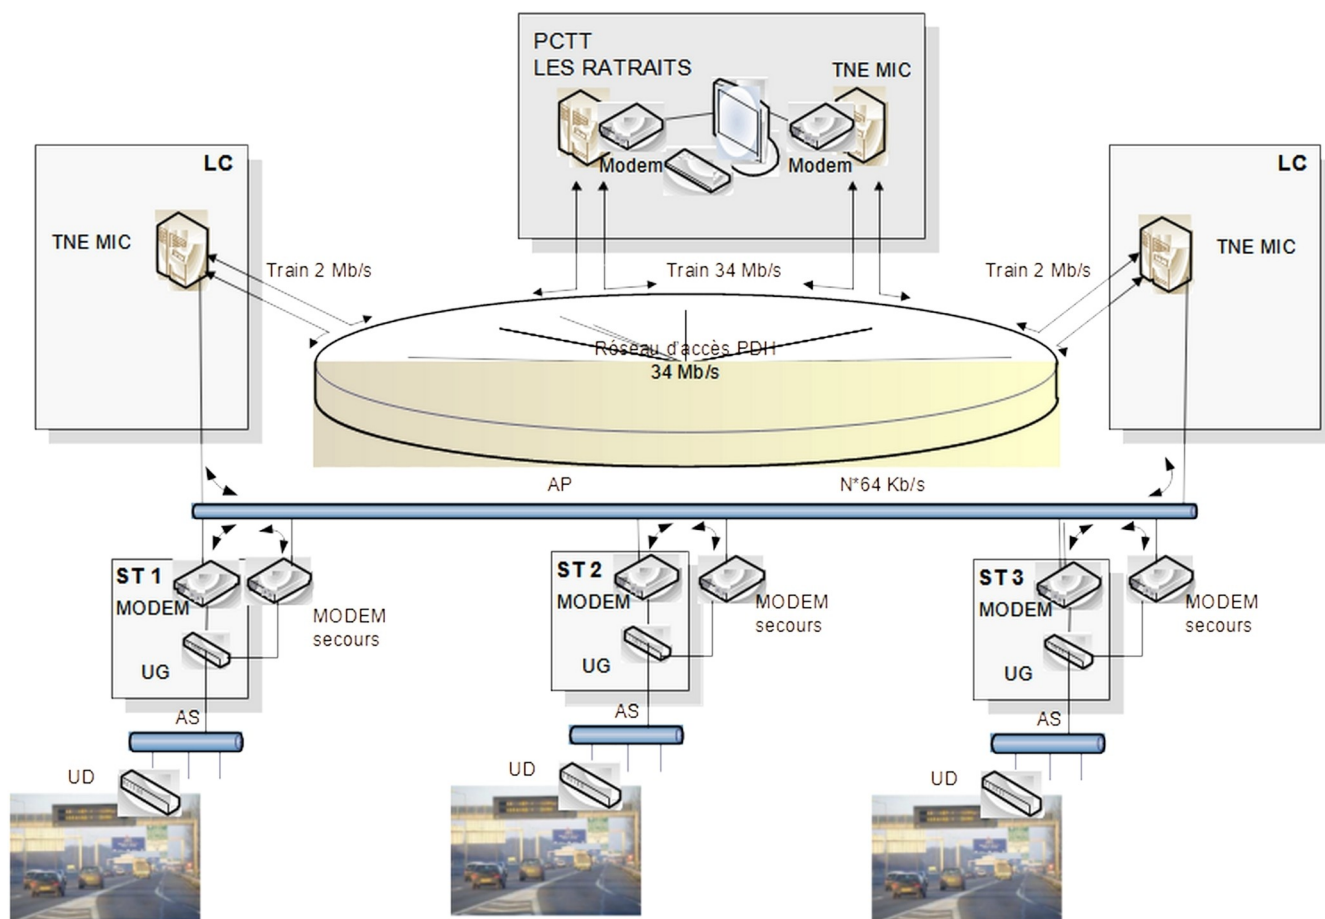 PCTT
LES RATRAITS
TNE MIC
Modem
Modem
LC
TNE MIC
LC
TNE MIC
Train 2 Mb/s
Train 34 Mb/s
Train 2 Mb/s
Róseau d'accès PDH
34 Mb/s
AP
N*64 Kb/s
ST 1
MODEM
UG
MODEM
secours
ST 2
MODEM
UG
MODEM
secours
ST 3
MODEM
UG
MODEM
secours
AS
AS
AS
UD
UD
UD